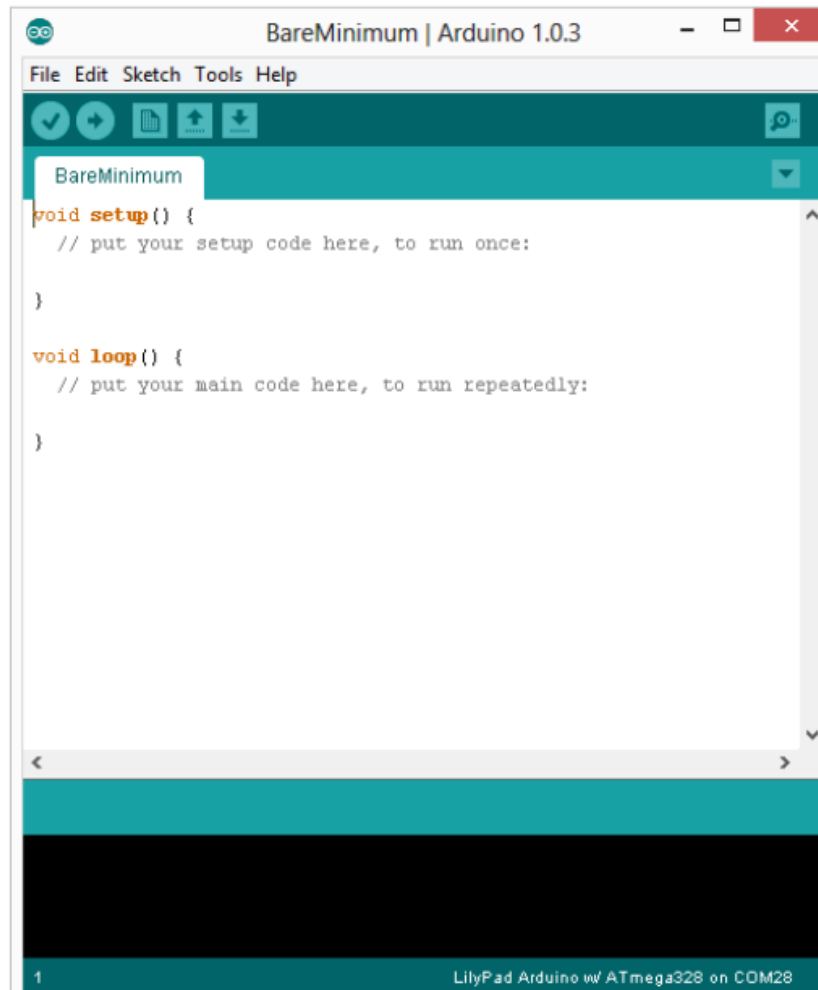 BareMinimum | Arduino 1.0.3
File Edit Sketch Tools Help
BareMinimum
void setup() {
  // put your setup code here, to run once:
}
void loop() {
  // put your main code here, to run repeatedly:
}
1 LilyPad Arduino w/ ATmega328 on COM28